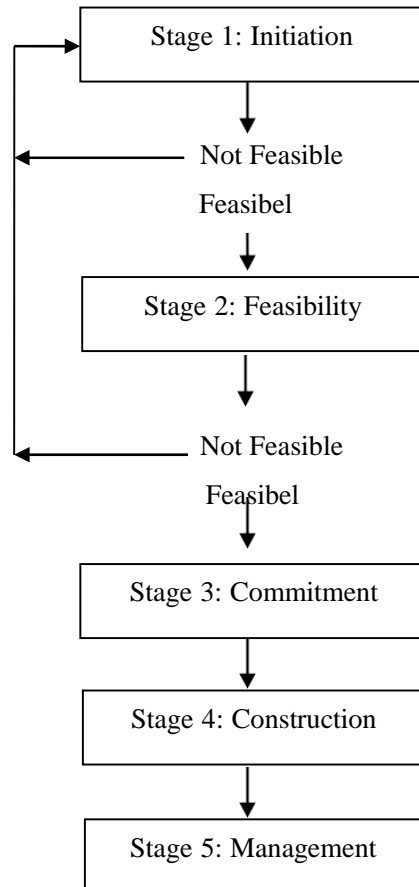 Stage 1: Initiation
Not Feasible
Feasibel
Stage 2: Feasibility
Not Feasible
Feasibel
Stage 3: Commitment
Stage 4: Construction
Stage 5: Management